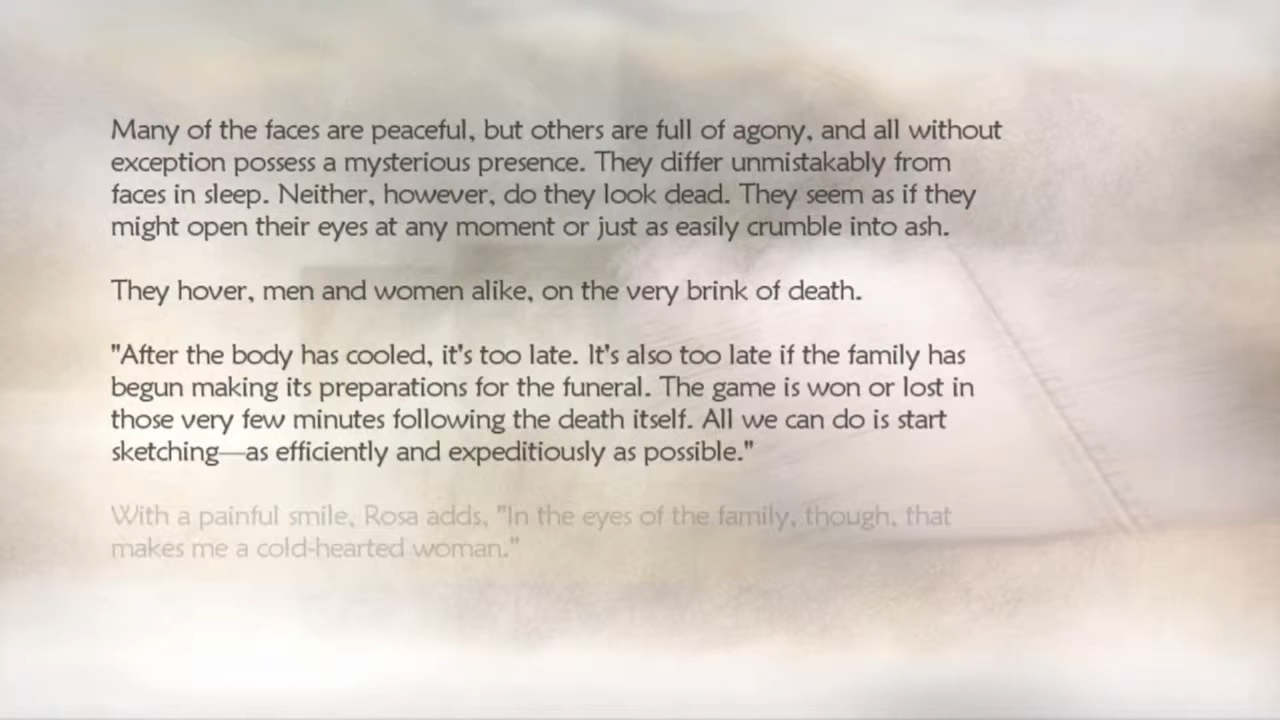 Many of the faces are peaceful, but others are full of agony, and all without
exception possess a mysterious presence. They differ unmistakably from
faces in sleep. Neither, however, do they look dead. They seem as if they
might open their eyes at any moment or just as easily crumble into ash.
They hover, men and women alike, on the very brink of death.
"After the body has cooled, it's too late. It's also too late if the family has
begun making its preparations for the funeral. The game is won or lost in
those very few minutes following the death itself. All we can do is start
sketching—as efficiently and expeditiously as possible."
With a painful smile, Rosa adds, "In the eyes of the family, though, that
makes me a cold-hearted woman."